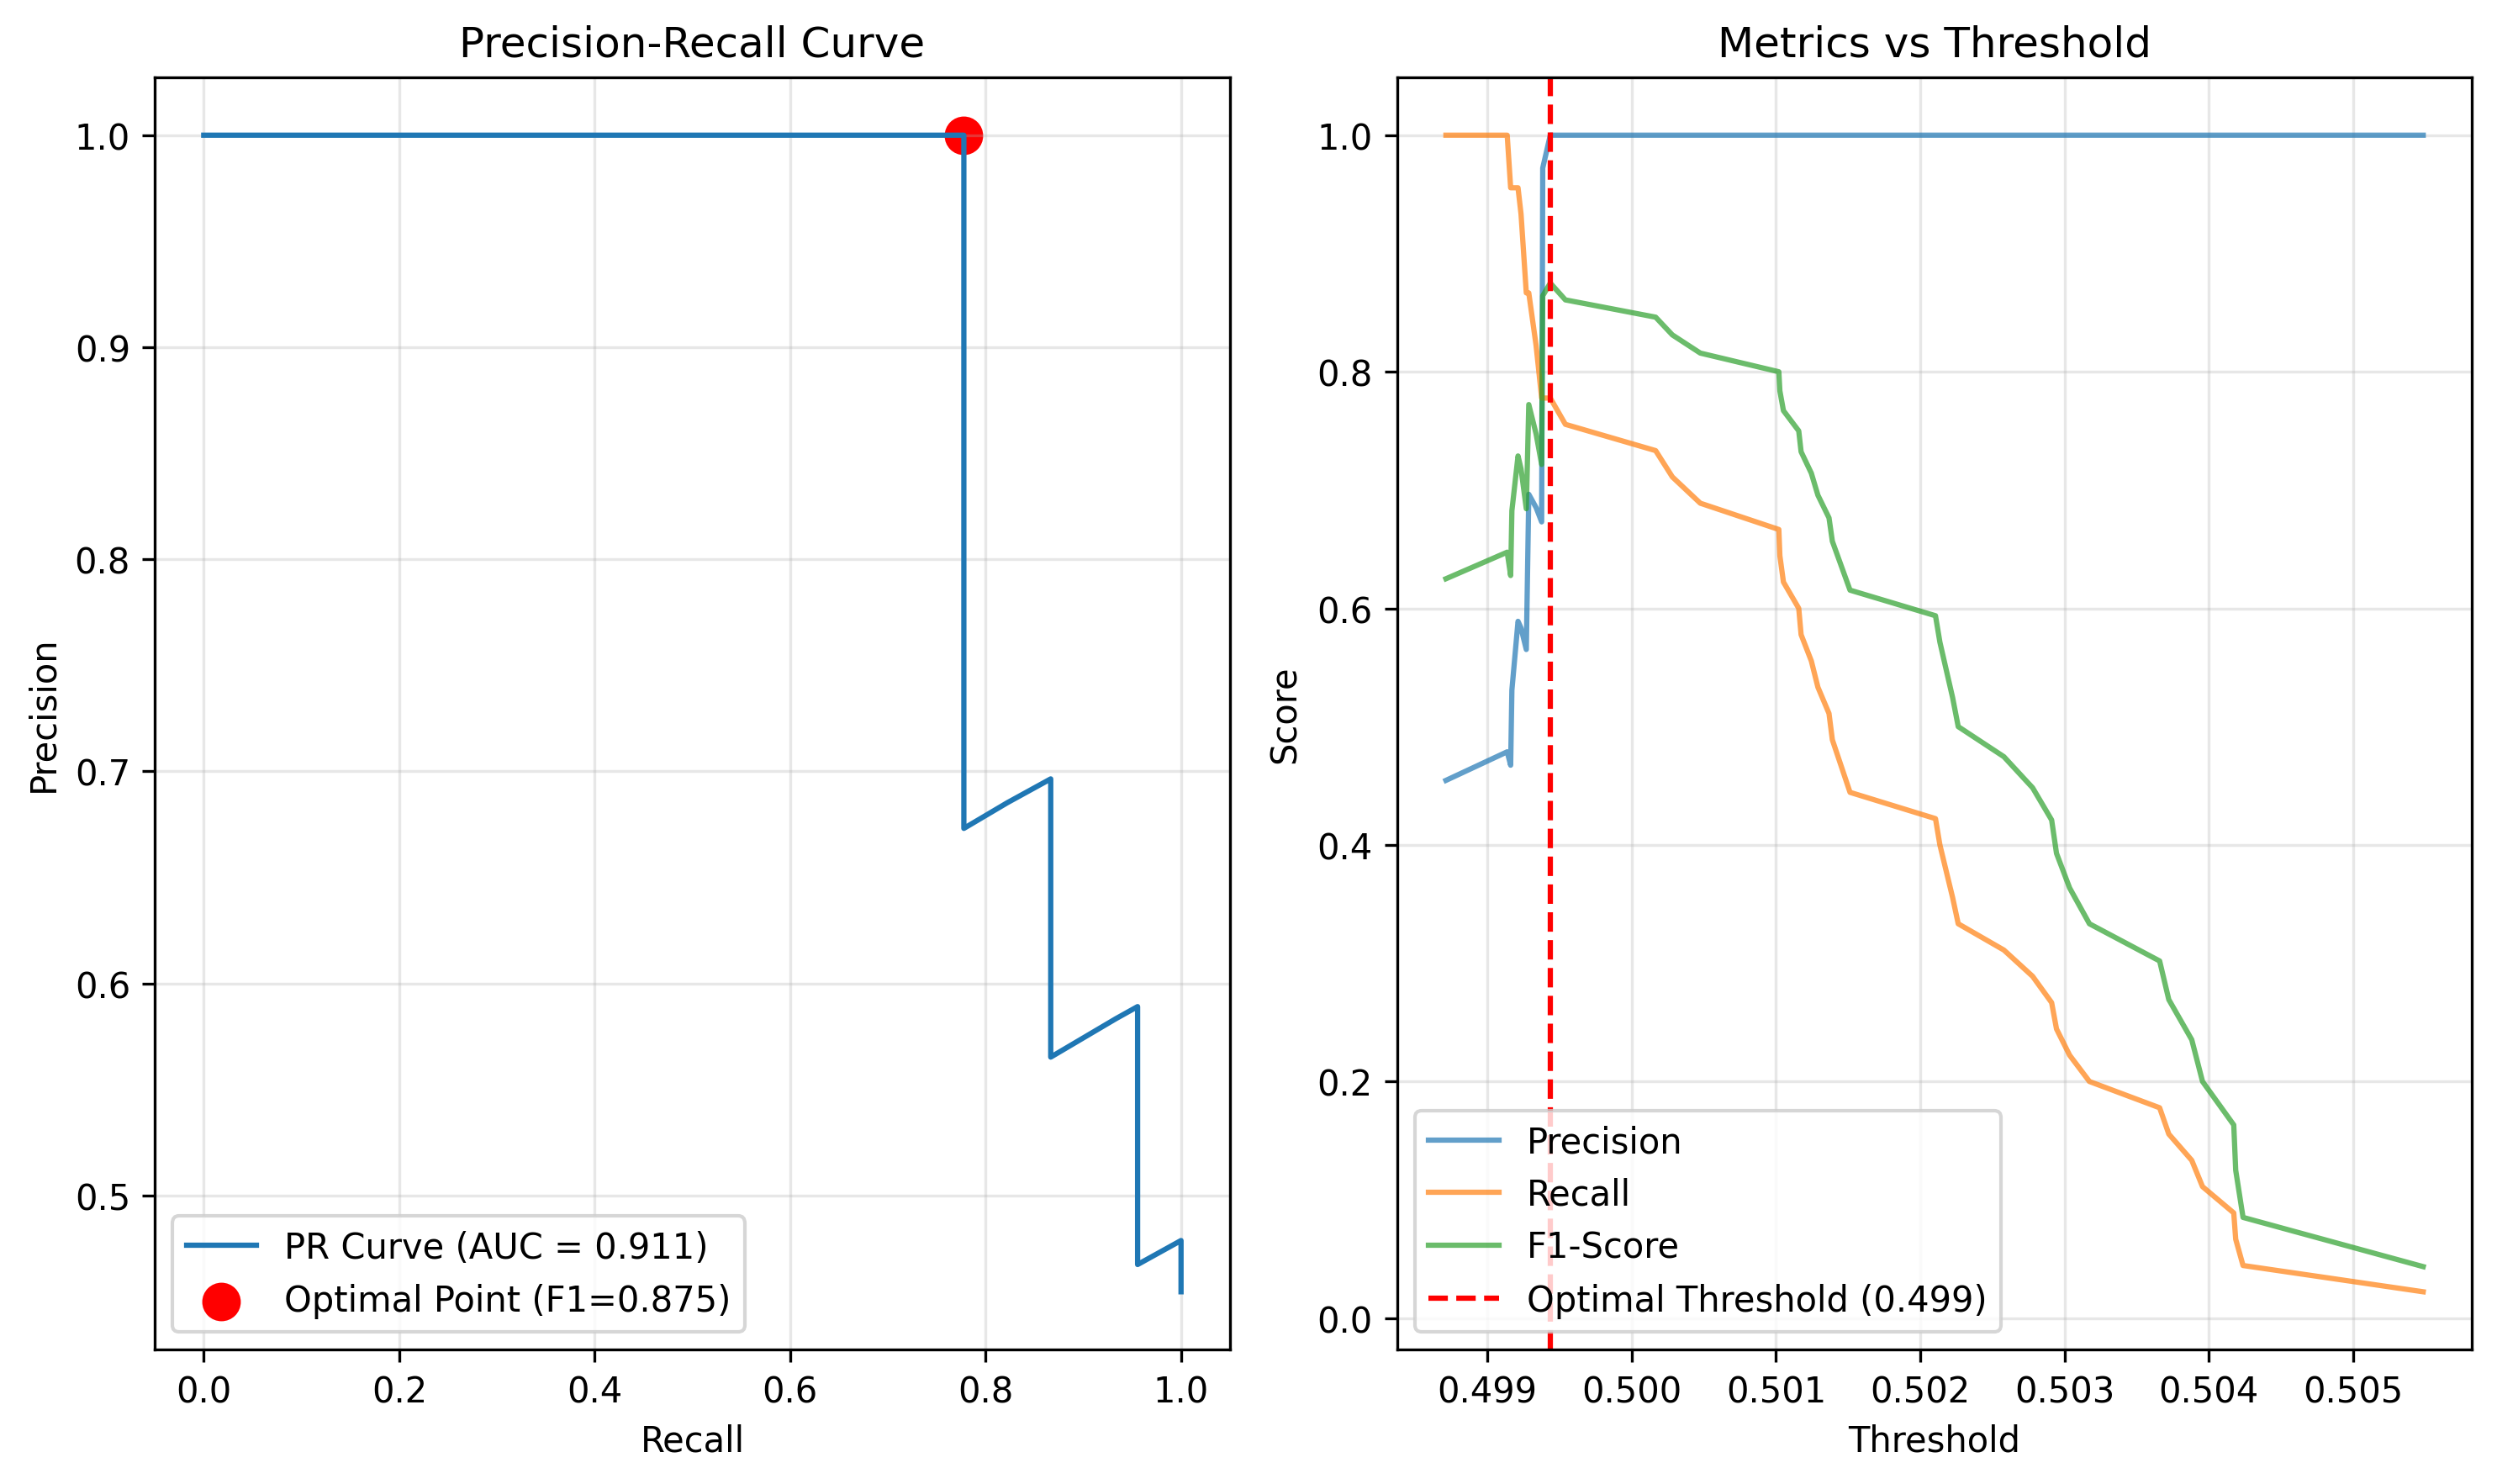 Precision-Recall Curve
Precision
1.0
0.9
0.8
0.7
0.6
0.5
PR Curve (AUC = 0.911)
Optimal Point (F1=0.875)
0.0 0.2 0.4 0.6 0.8 1.0
Recall
Metrics vs Threshold
Score
1.0
0.8
0.6
0.4
0.2
0.0
Precision
Recall
F1-Score
Optimal Threshold (0.499)
0.499 0.500 0.501 0.502 0.503 0.504 0.505
Threshold